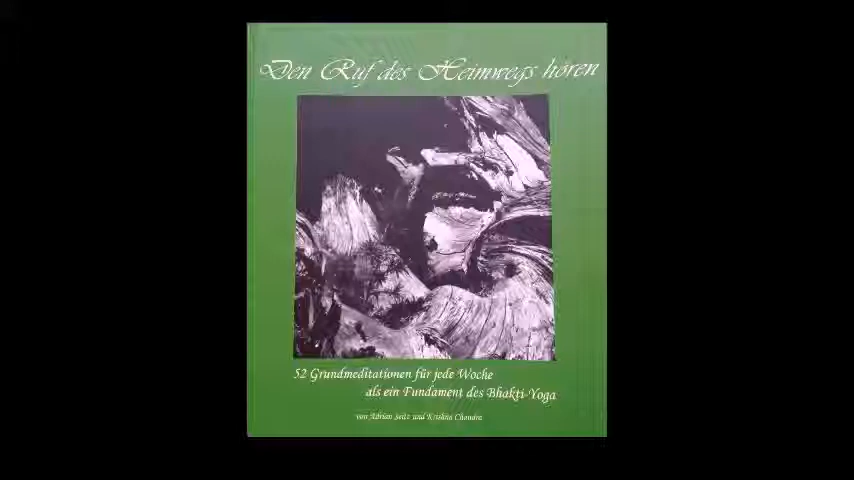 Den Ruf des Heimwegs hören
52 Grundmeditationen für jede Woche
als ein Fundament des Bhakti-Yoga
von Adrian Seitz und Krishna Chandra